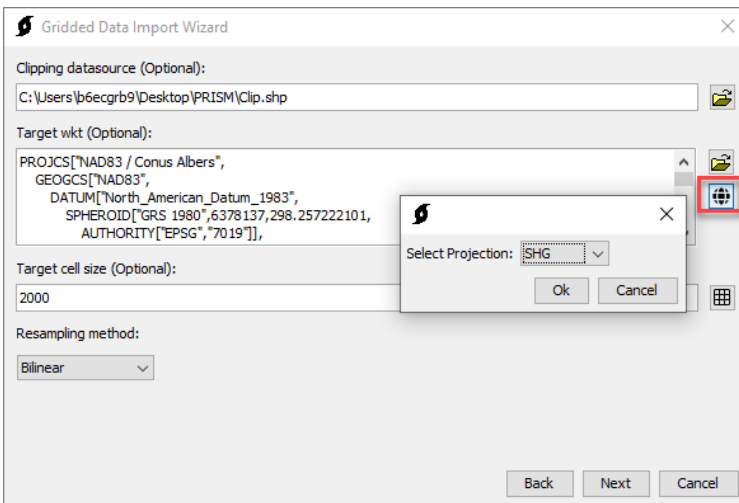 Gridded Data Import Wizard
Clipping datasource (Optional):
C:\Users\b6ecgrb9\Desktop\PRISM\Clip.shp
Target wkt (Optional):
PROJCS["NAD83 / Conus Albers",
GEOGCS["NAD83",
DATUM["North_American_Datum_1983",
SPHEROID["GRS 1980",6378137,298.257222101,
AUTHORITY["EPSG","7019"]],
Select Projection: SHG
Ok Cancel
Target cell size (Optional):
2000
Resampling method:
Bilinear
Back Next Cancel